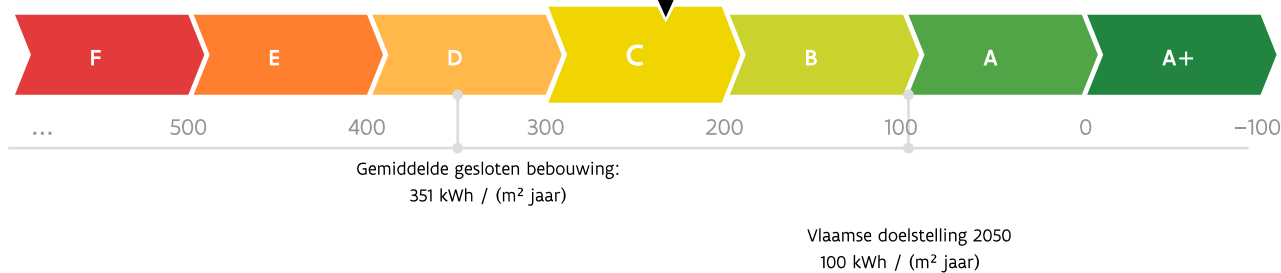 F E D C B A A+
... 500 400 300 200 100 0 −100
Gemiddelde gesloten bebouwing:
351 kWh / (m² jaar)
Vlaamse doelstelling 2050
100 kWh / (m² jaar)